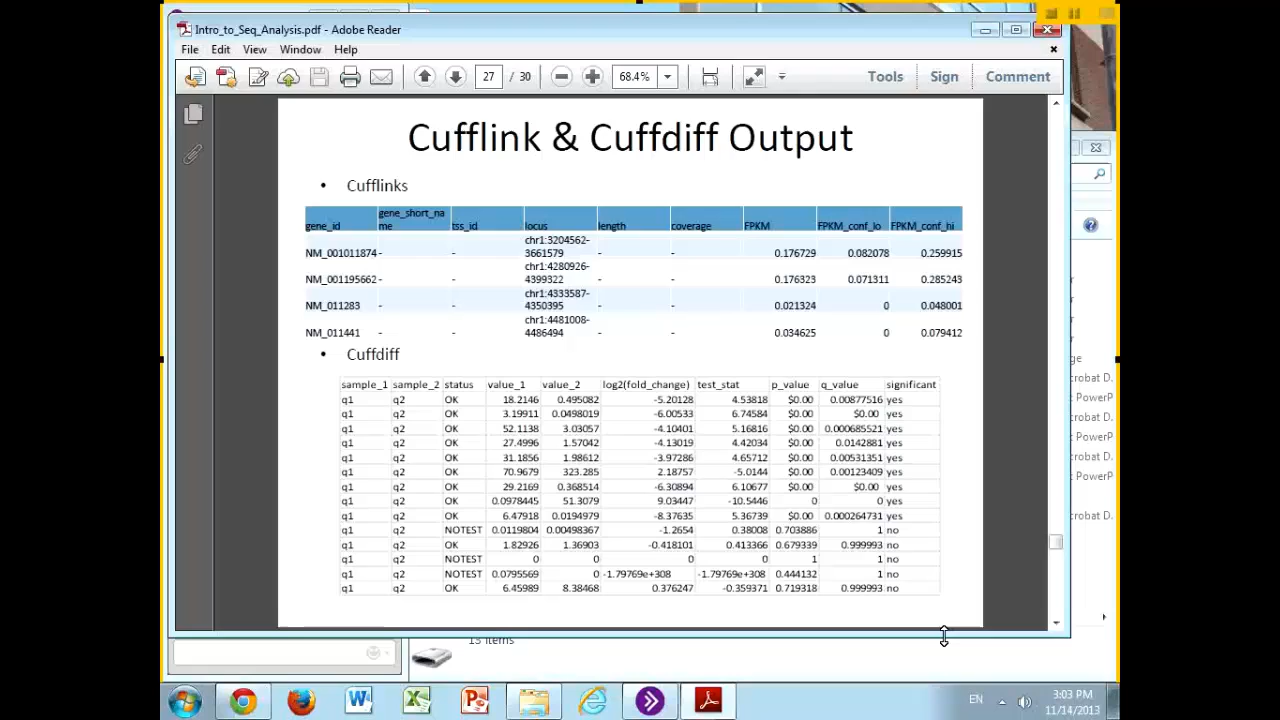 Intro_to_Seq_Analysis.pdf - Adobe Reader
File Edit View Window Help
27 / 30 68.4% Tools Sign Comment
Cufflink & Cuffdiff Output
• Cufflinks
gene_id gene_short_name tss_id locus length coverage FPKM FPKM_conf_lo FPKM_conf_hi
NM_001011874 - - chr1:3204562-3661579 - - 0.176729 0.082078 0.259915
NM_001195662 - - chr1:4280926-4399322 - - 0.176323 0.071311 0.285243
NM_011283 - - chr1:4333587-4350395 - - 0.021324 0 0.048001
NM_011441 - - chr1:4481008-4486494 - - 0.034625 0 0.079412
• Cuffdiff
sample_1 sample_2 status value_1 value_2 log2(fold_change) test_stat p_value q_value significant
q1 q2 OK 18.2146 0.495082 -5.20128 4.53818 $0.00 0.00877516 yes
q1 q2 OK 3.19911 0.0498019 -6.00533 6.74584 $0.00 $0.00 yes
q1 q2 OK 52.1138 3.03057 -4.10401 5.16816 $0.00 0.000685521 yes
q1 q2 OK 27.4996 1.57042 -4.13019 4.42034 $0.00 0.0142881 yes
q1 q2 OK 31.1856 1.98612 -3.97286 4.65712 $0.00 0.00531351 yes
q1 q2 OK 70.9679 323.285 2.18757 -5.0144 $0.00 0.00123409 yes
q1 q2 OK 29.2169 0.368514 -6.30894 6.10677 $0.00 $0.00 yes
q1 q2 OK 0.0978445 51.3079 9.03447 -10.5446 0 0 yes
q1 q2 OK 6.47918 0.0194979 -8.37635 5.36739 $0.00 0.000264731 yes
q1 q2 NOTEST 0.0119804 0.00498367 -1.2654 0.38008 0.703886 1 no
q1 q2 OK 1.82926 1.36903 -0.418101 0.413366 0.679339 0.999993 no
q1 q2 NOTEST 0 0 0 0 1 1 no
q1 q2 NOTEST 0.0795569 0 -1.79769e+308 -1.79769e+308 0.444132 1 no
q1 q2 OK 6.45989 8.38468 0.376247 -0.359371 0.719318 0.999993 no
crobat D.
PowerP
crobat D.
PowerP
crobat D.
crobat D.
13 items
EN 3:03 PM
11/14/2013